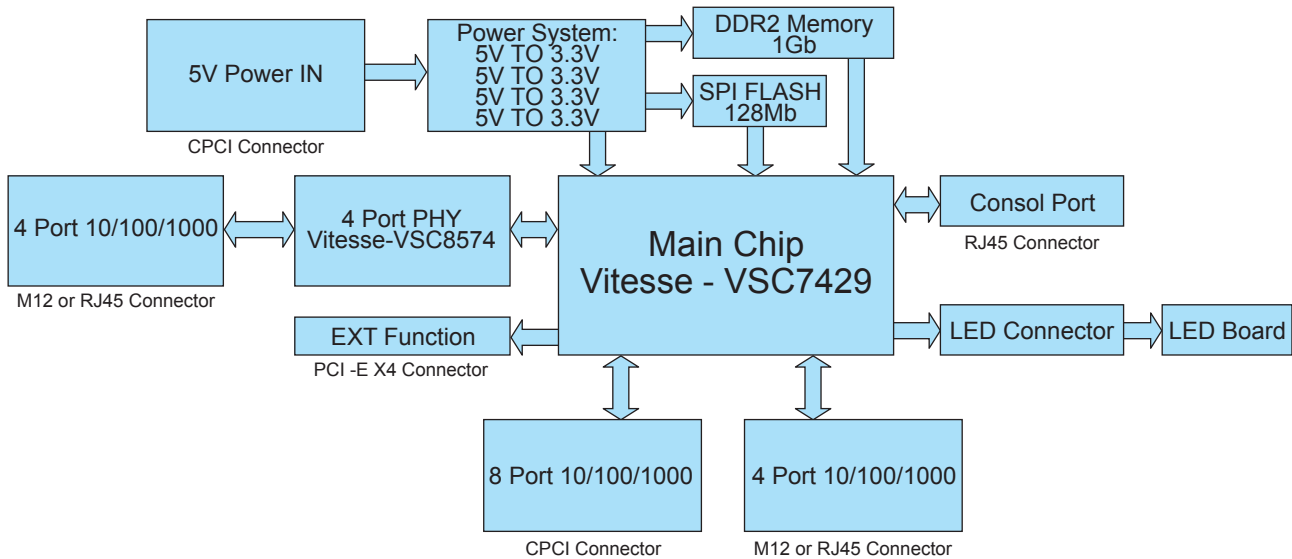 5V Power IN
CPCI Connector
Power System:
5V TO 3.3V
5V TO 3.3V
5V TO 3.3V
5V TO 3.3V
DDR2 Memory
1Gb
SPI FLASH
128Mb
4 Port 10/100/1000
M12 or RJ45 Connector
4 Port PHY
Vitesse-VSC8574
Main Chip
Vitesse - VSC7429
Consol Port
RJ45 Connector
EXT Function
PCI -E X4 Connector
LED Connector
LED Board
8 Port 10/100/1000
CPCI Connector
4 Port 10/100/1000
M12 or RJ45 Connector